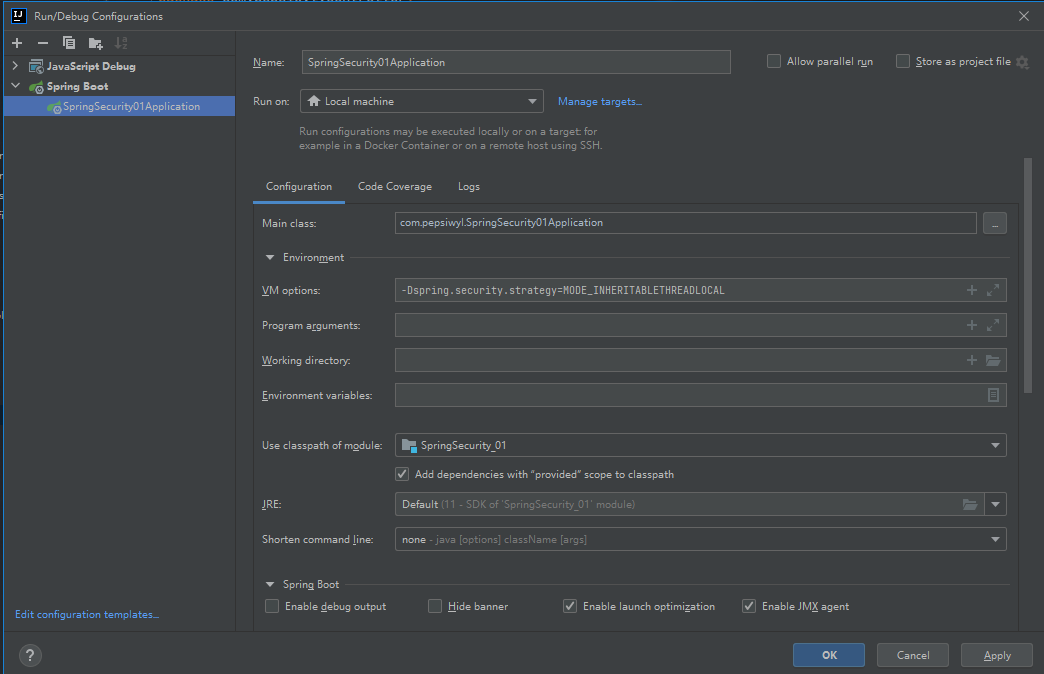 Run/Debug Configurations
JavaScript Debug
Spring Boot
SpringSecurity01Application
Edit configuration templates...
Name: SpringSecurity01Application
Allow parallel run
Store as project file
Run on: Local machine
Manage targets...
Run configurations may be executed locally or on a target: for
example in a Docker Container or on a remote host using SSH.
Configuration Code Coverage Logs
Main class: com.pepsiwyl.SpringSecurity01Application ...
Environment
VM options: -Dspring.security.strategy=MODE_INHERITABLETHREADLOCAL
Program arguments:
Working directory:
Environment variables:
Use classpath of module: SpringSecurity_01
Add dependencies with “provided” scope to classpath
JRE: Default (11 - SDK of 'SpringSecurity_01' module)
Shorten command line: none - java [options] className [args]
Spring Boot
Enable debug output Hide banner Enable launch optimization Enable JMX agent
?
OK Cancel Apply